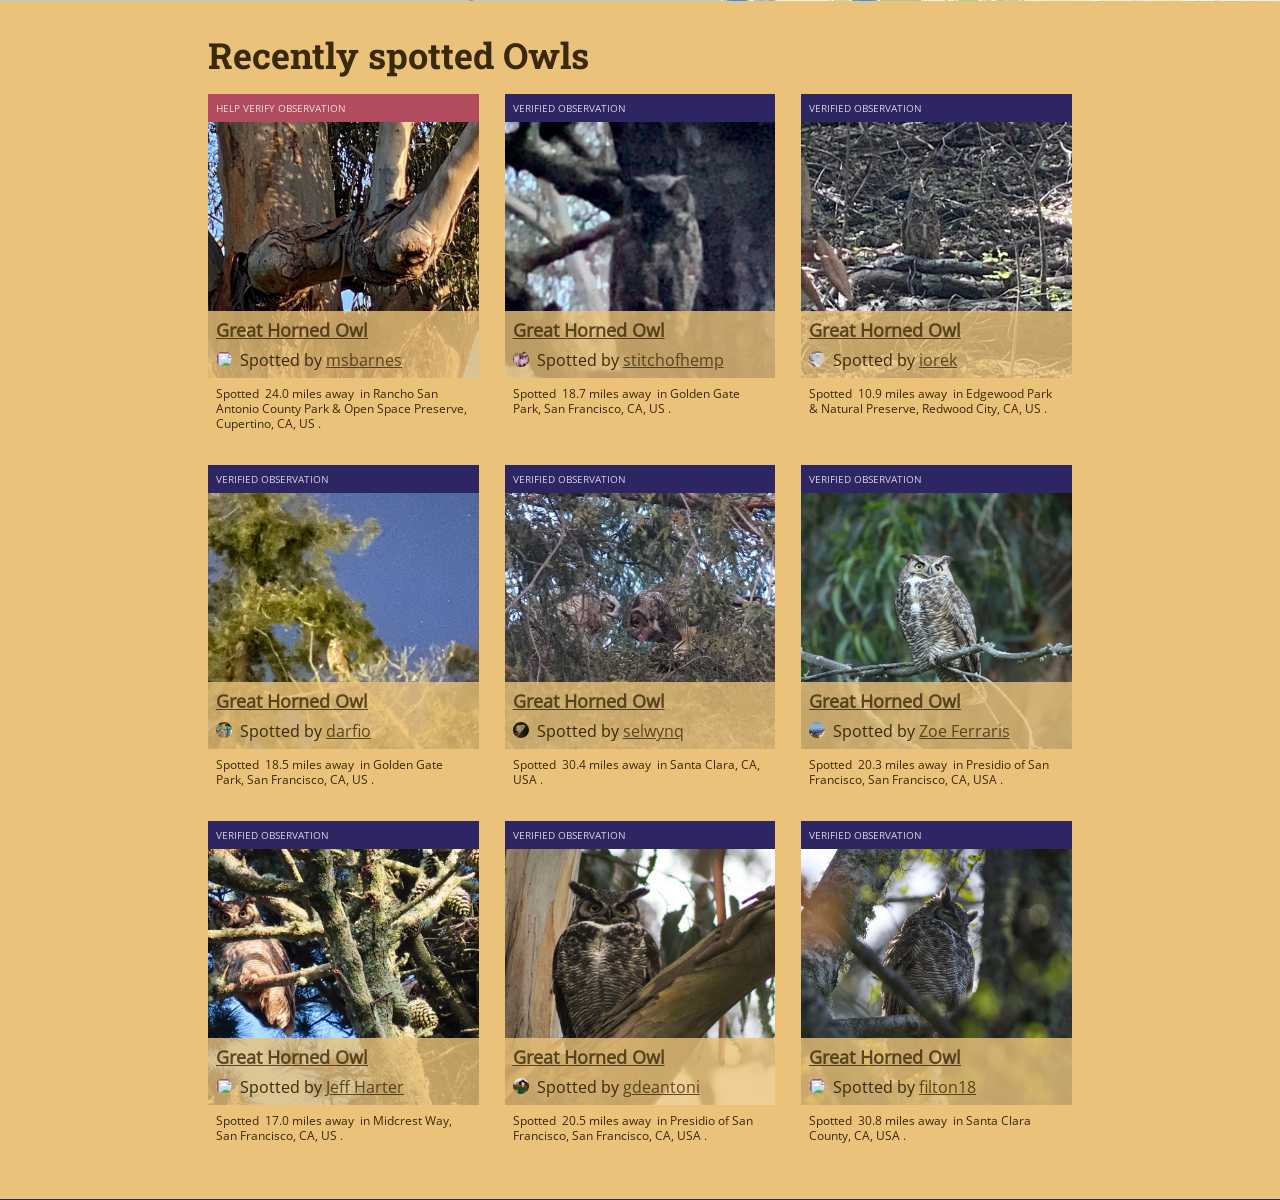 Recently spotted Owls
HELP VERIFY OBSERVATION
Great Horned Owl
Spotted by msbarnes
Spotted 24.0 miles away in Rancho San
Antonio County Park & Open Space Preserve,
Cupertino, CA, US .
VERIFIED OBSERVATION
Great Horned Owl
Spotted by stitchofhemp
Spotted 18.7 miles away in Golden Gate
Park, San Francisco, CA, US .
VERIFIED OBSERVATION
Great Horned Owl
Spotted by iorek
Spotted 10.9 miles away in Edgewood Park
& Natural Preserve, Redwood City, CA, US .
VERIFIED OBSERVATION
Great Horned Owl
Spotted by darfio
Spotted 18.5 miles away in Golden Gate
Park, San Francisco, CA, US .
VERIFIED OBSERVATION
Great Horned Owl
Spotted by selwynq
Spotted 30.4 miles away in Santa Clara, CA,
USA .
VERIFIED OBSERVATION
Great Horned Owl
Spotted by Zoe Ferraris
Spotted 20.3 miles away in Presidio of San
Francisco, San Francisco, CA, USA .
VERIFIED OBSERVATION
Great Horned Owl
Spotted by Jeff Harter
Spotted 17.0 miles away in Midcrest Way,
San Francisco, CA, US .
VERIFIED OBSERVATION
Great Horned Owl
Spotted by gdeantoni
Spotted 20.5 miles away in Presidio of San
Francisco, San Francisco, CA, USA .
VERIFIED OBSERVATION
Great Horned Owl
Spotted by filton18
Spotted 30.8 miles away in Santa Clara
County, CA, USA .